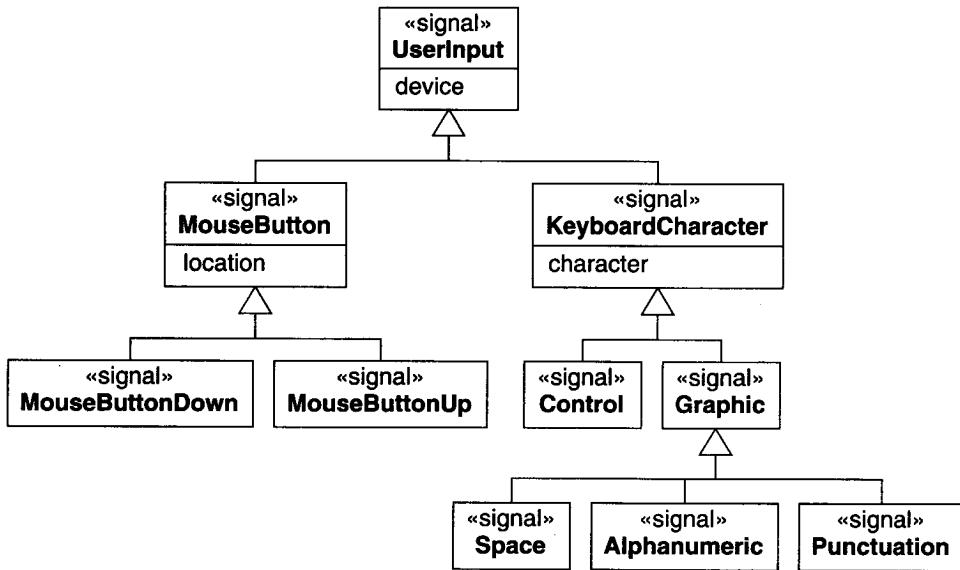 «signal»
UserInput
device
«signal»
MouseButton
location
«signal»
KeyboardCharacter
character
«signal»
MouseButtonDown
«signal»
MouseButtonUp
«signal»
Control
«signal»
Graphic
«signal»
Space
«signal»
Alphanumeric
«signal»
Punctuation